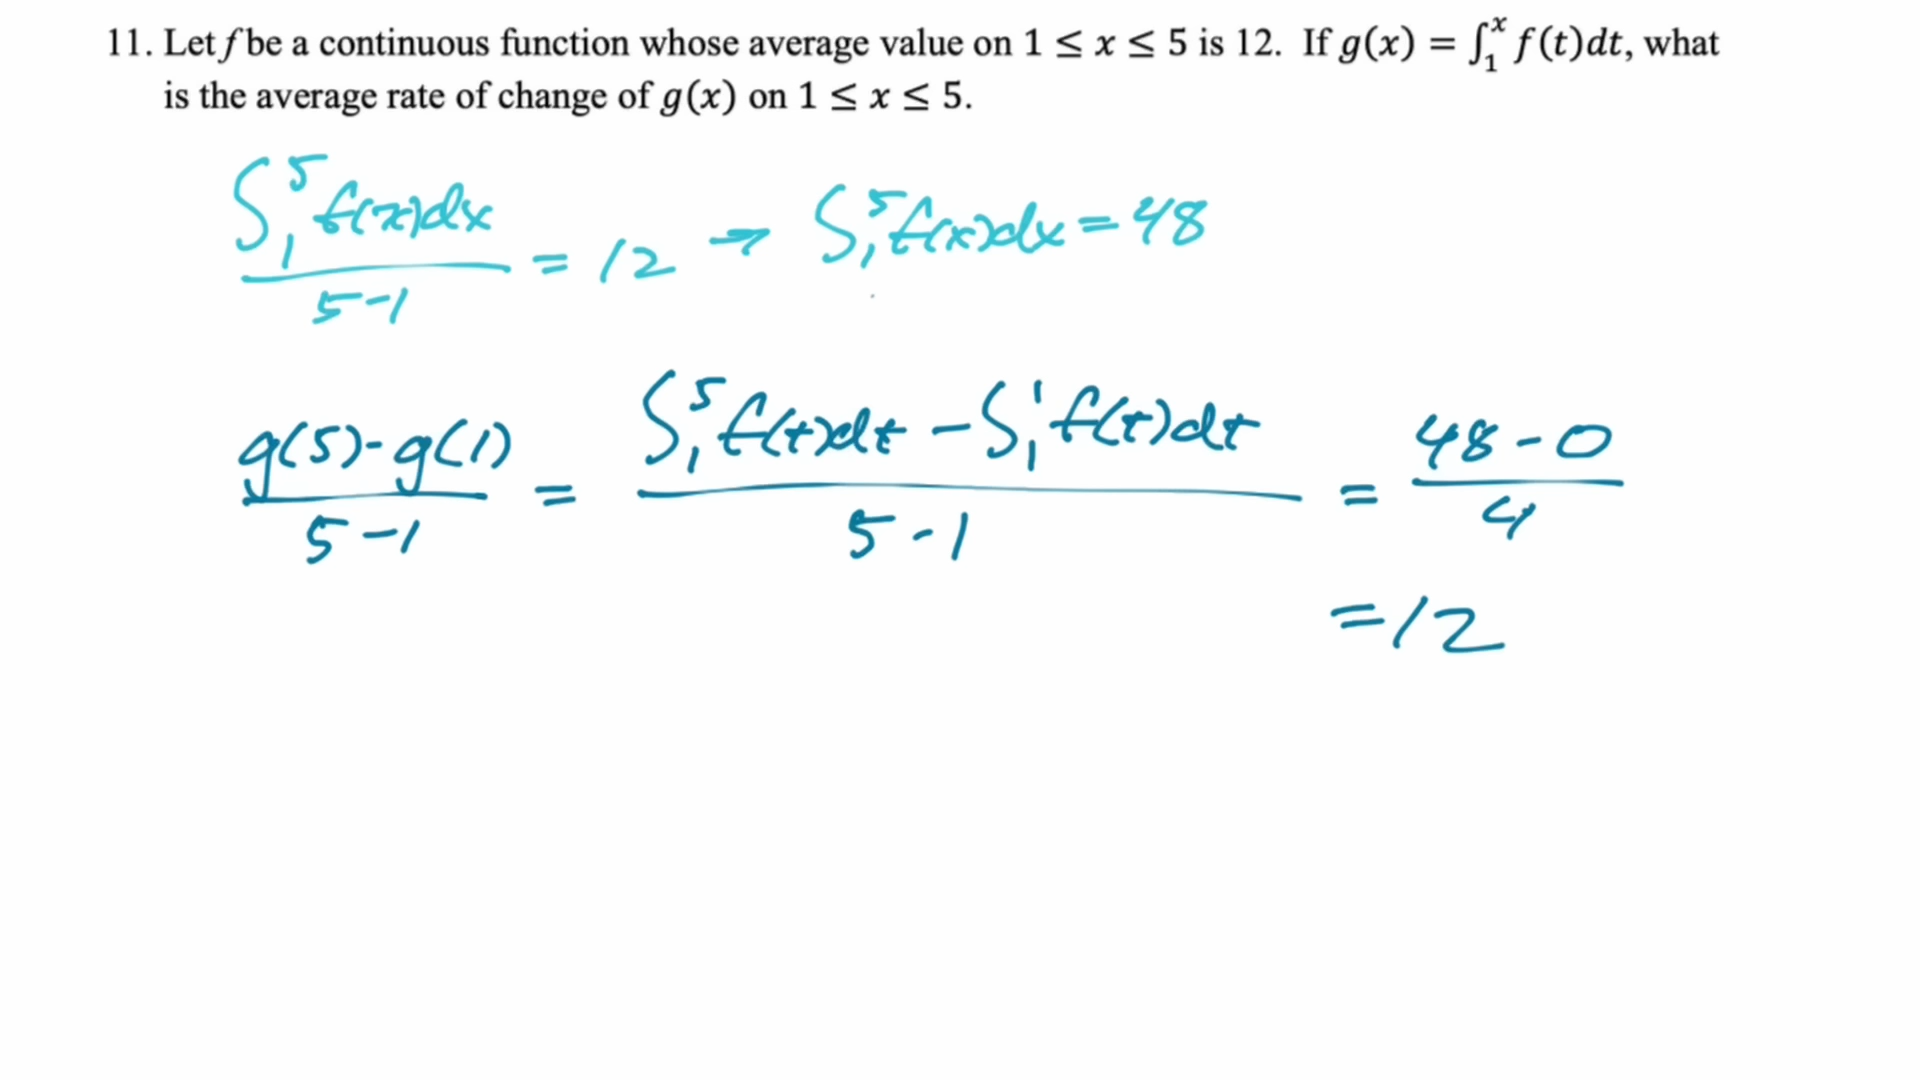 11. Let f be a continuous function whose average value on 1 ≤ x ≤ 5 is 12. If g(x) = ∫₁ˣ f(t)dt, what
is the average rate of change of g(x) on 1 ≤ x ≤ 5.
∫₁⁵ f(x)dx / 5-1 = 12 → ∫₁⁵ f(x)dx = 48
g(5)-g(1) / 5-1 = ∫₁⁵ f(t)dt - ∫₁¹ f(t)dt / 5-1 = 48-0 / 4
=12